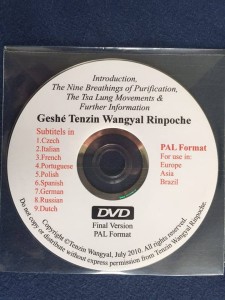 Introduction,
The Nine Breathings of Purification,
The Tsa Lung Movements &
Further Information
Geshé Tenzin Wangyal Rinpoche
Subtitels in
1.Czech
2.Italian
3.French
4.Portuguese
5.Polish
6.Spanish
7.German
8.Russian
9.Dutch
PAL Format
For use in:
Europe
Asia
Brazil
DVD
Final Version
PAL Format
Copyright ©Tenzin Wangyal, July 2010. All rights reserved.
Do not copy or distribute without express permission from Tenzin Wangyal Rinpoche.